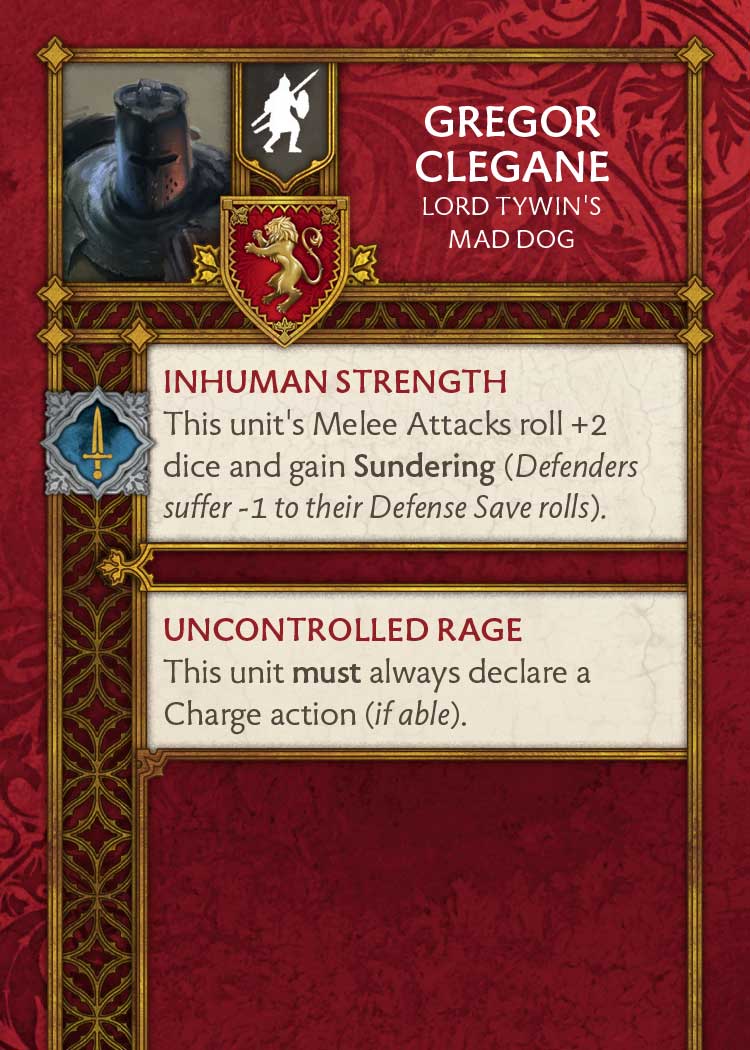 GREGOR
CLEGANE
LORD TYWIN'S
MAD DOG
INHUMAN STRENGTH
This unit's Melee Attacks roll +2
dice and gain Sundering (Defenders
suffer -1 to their Defense Save rolls).
UNCONTROLLED RAGE
This unit must always declare a
Charge action (if able).